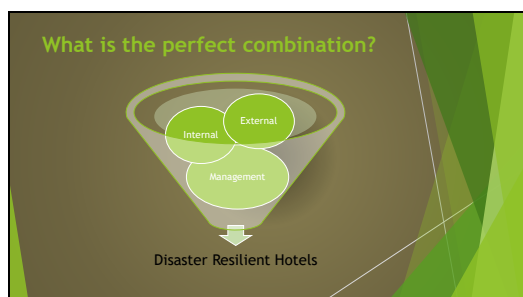 What is the perfect combination?
External
Internal
Management
Disaster Resilient Hotels